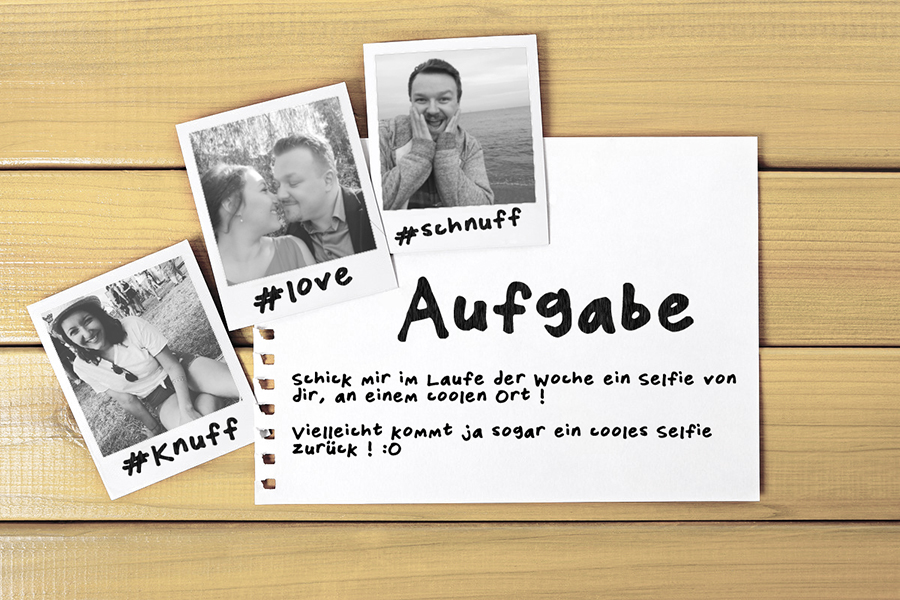 #schnuff
#love
#Knuff
Aufgabe
Schick mir im Laufe der Woche ein Selfie von
dir, an einem coolen Ort !
Vielleicht kommt ja sogar ein cooles Selfie
zurück ! :O